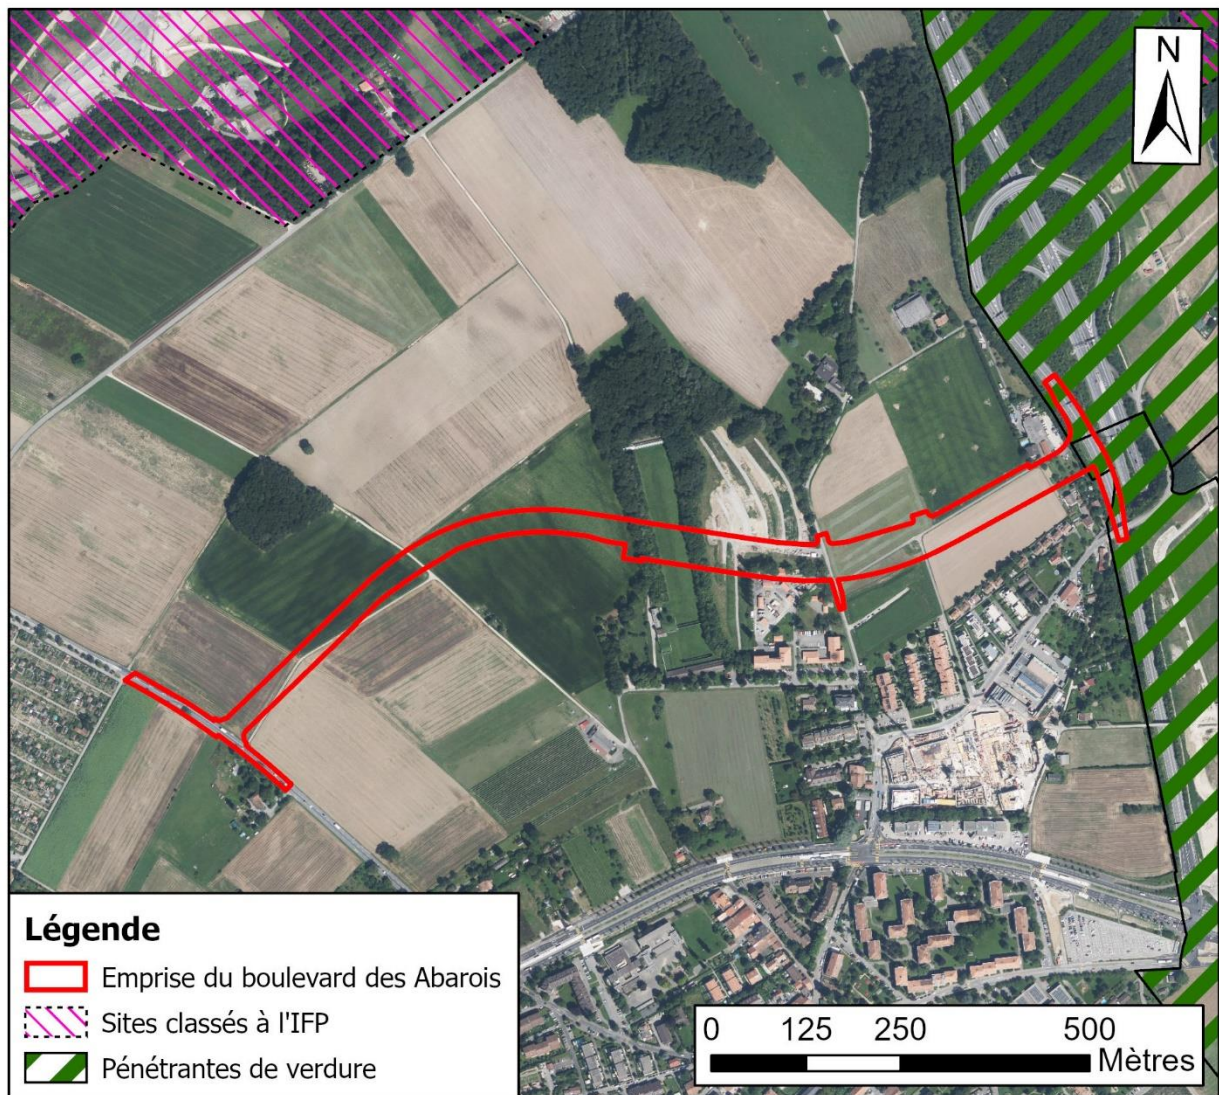 N
Légende
Emprise du boulevard des Abarois
Sites classés à l'IFP
Pénétrantes de verdure
0 125 250 500
Mètres